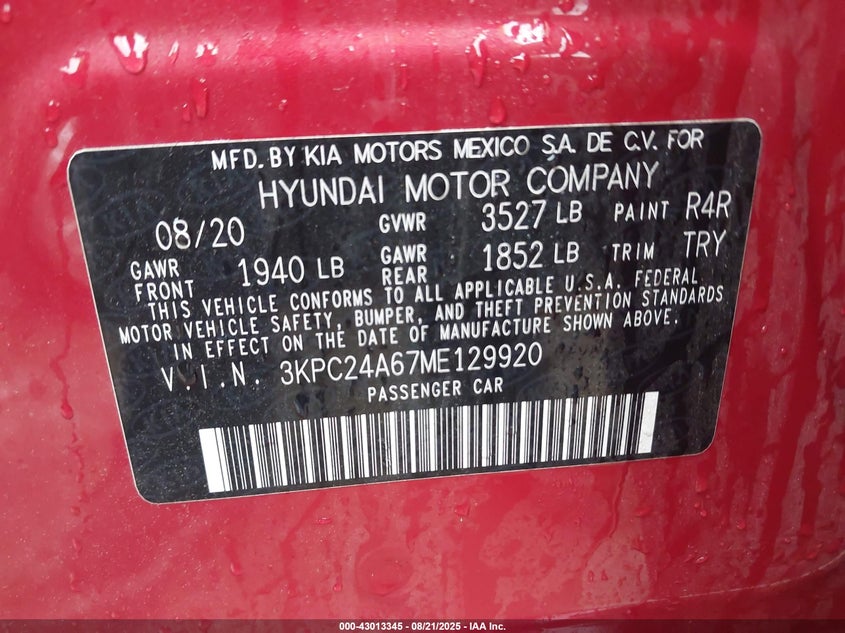 MFD. BY KIA MOTORS MEXICO S.A. DE C.V. FOR
HYUNDAI MOTOR COMPANY
08/20 GVWR 3527 LB PAINT R4R
GAWR FRONT 1940 LB GAWR REAR 1852 LB TRIM TRY
THIS VEHICLE CONFORMS TO ALL APPLICABLE U.S.A. FEDERAL
MOTOR VEHICLE SAFETY, BUMPER, AND THEFT PREVENTION STANDARDS
IN EFFECT ON THE DATE OF MANUFACTURE SHOWN ABOVE.
V.I.N. 3KPC24A67ME129920
PASSENGER CAR
000-43013345 - 08/21/2025 - IAA Inc.